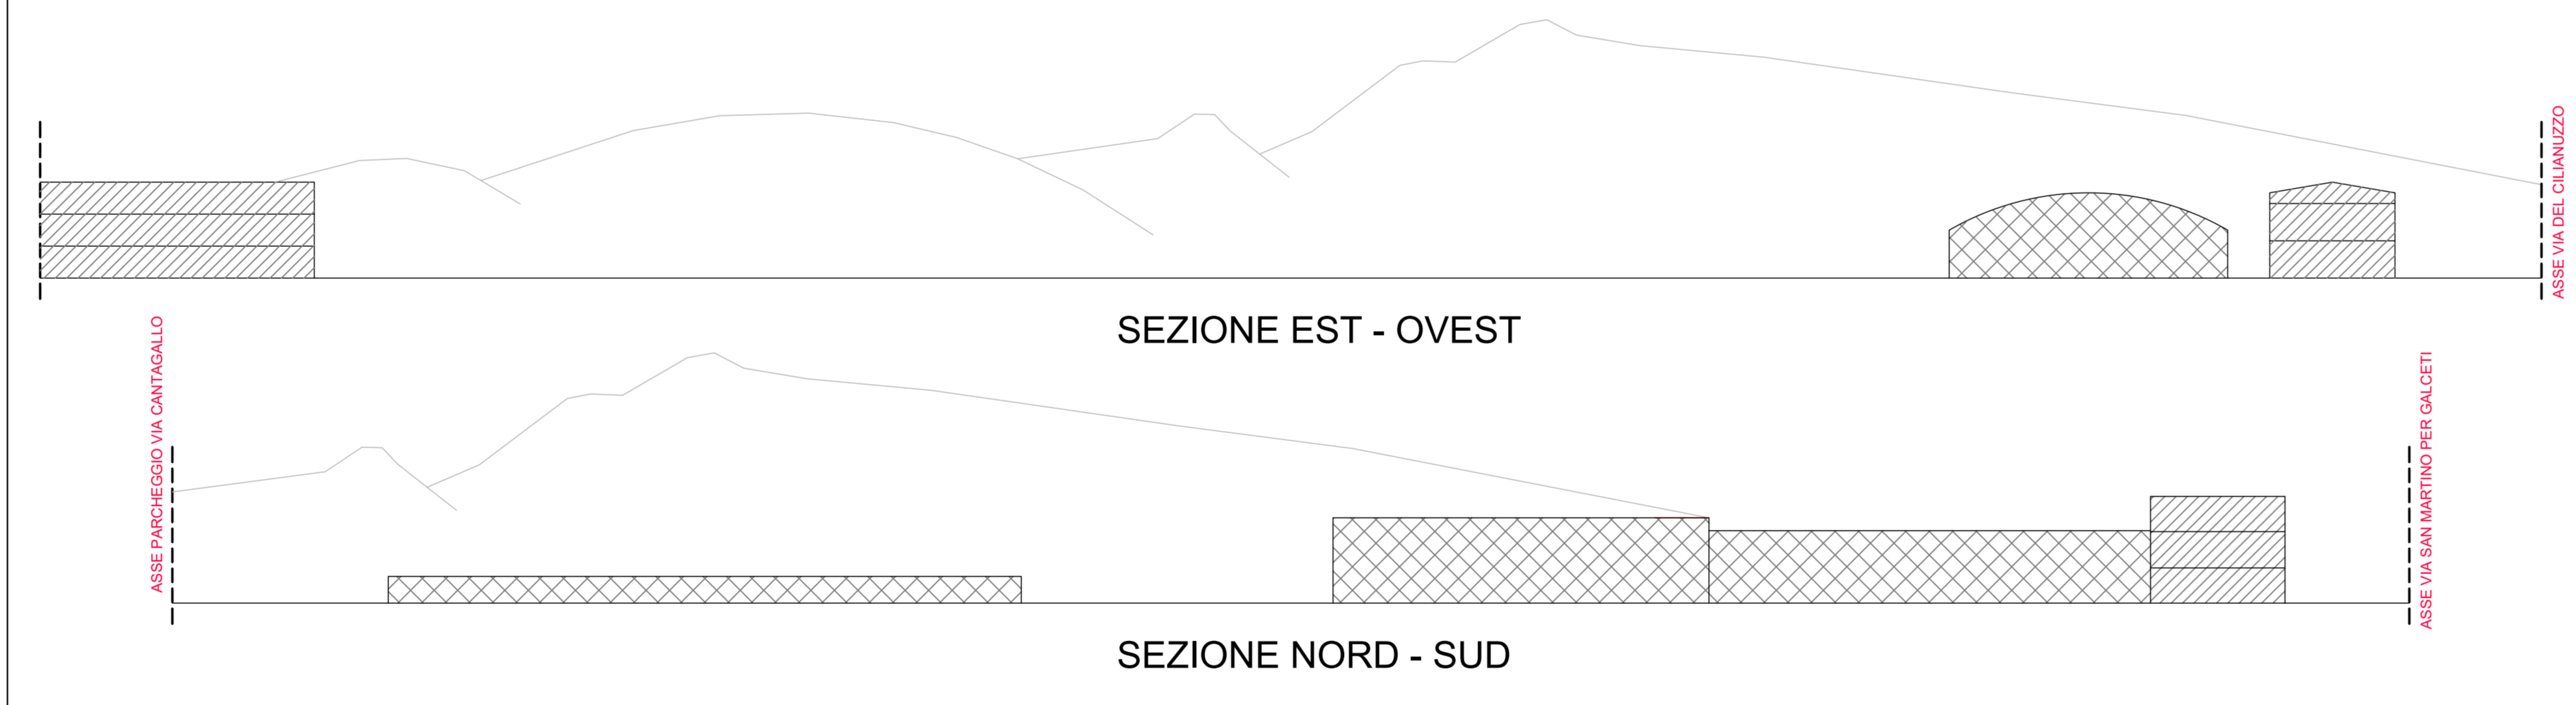 ASSE VIA DEL CILIANUZZO
SEZIONE EST - OVEST
ASSE PARCHEGGIO VIA CANTAGALLO
ASSE VIA SAN MARTINO PER GALCETI
SEZIONE NORD - SUD